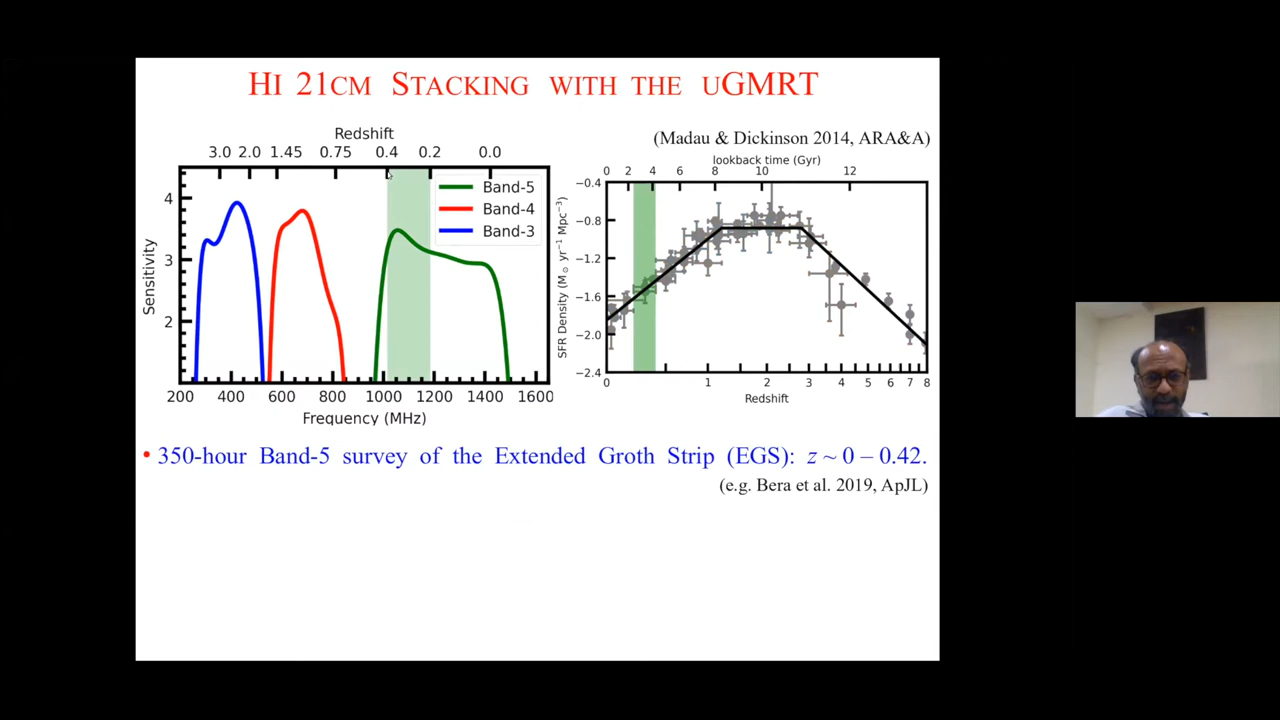 HI 21CM STACKING WITH THE UGMRT
(Madau & Dickinson 2014, ARA&A)
Redshift
3.0 2.0 1.45 0.75 0.4 0.2 0.0
Sensitivity
4
3
2
Band-5
Band-4
Band-3
200 400 600 800 1000 1200 1400 1600
Frequency (MHz)
lookback time (Gyr)
0 2 4 6 8 10 12
SFR Density (M⊙ yr⁻¹ Mpc⁻³)
−0.4
−0.8
−1.2
−1.6
−2.0
−2.4
0 1 2 3 4 5 6 7 8
Redshift
• 350-hour Band-5 survey of the Extended Groth Strip (EGS): z ~ 0 – 0.42.
(e.g. Bera et al. 2019, ApJL)